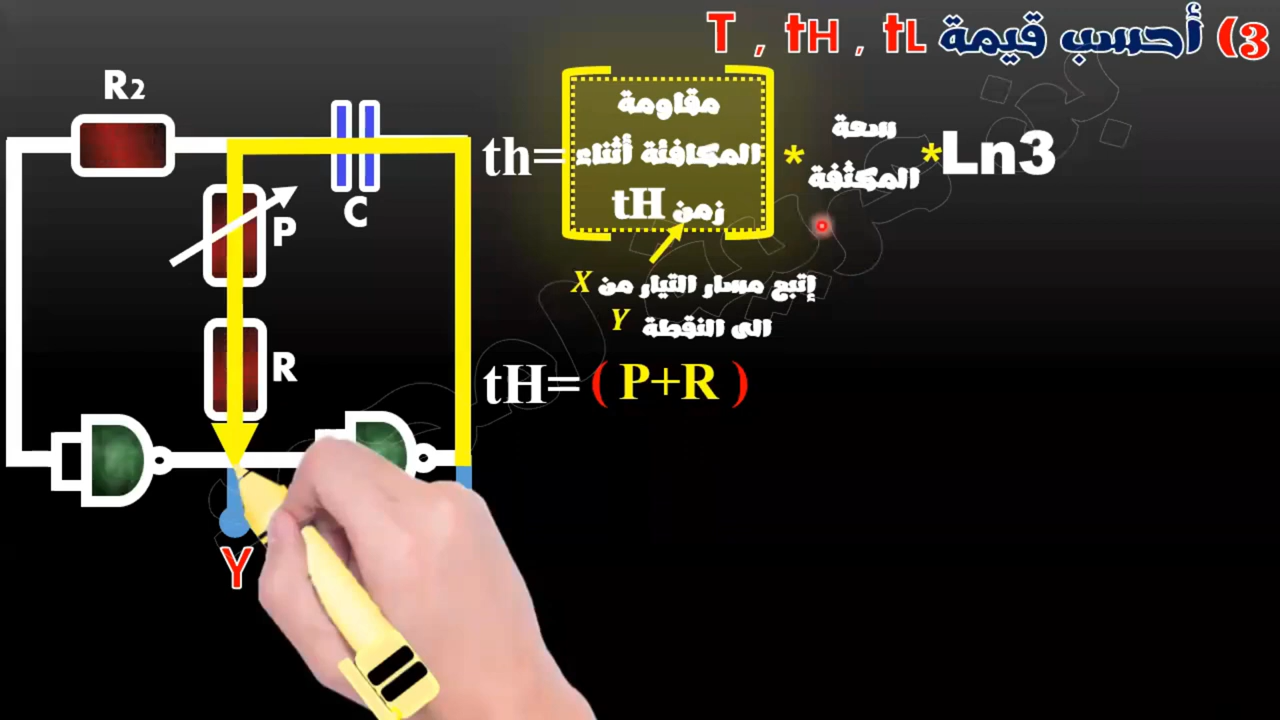 3) أحسب قيمة T , tH , tL
R2
th= مقاومة المكافئة أثناء زمن tH * سعة المكثفة *Ln3
C
P
إتبع مسار التيار من X
الى النقطة Y
R
tH= ( P+R )
Y